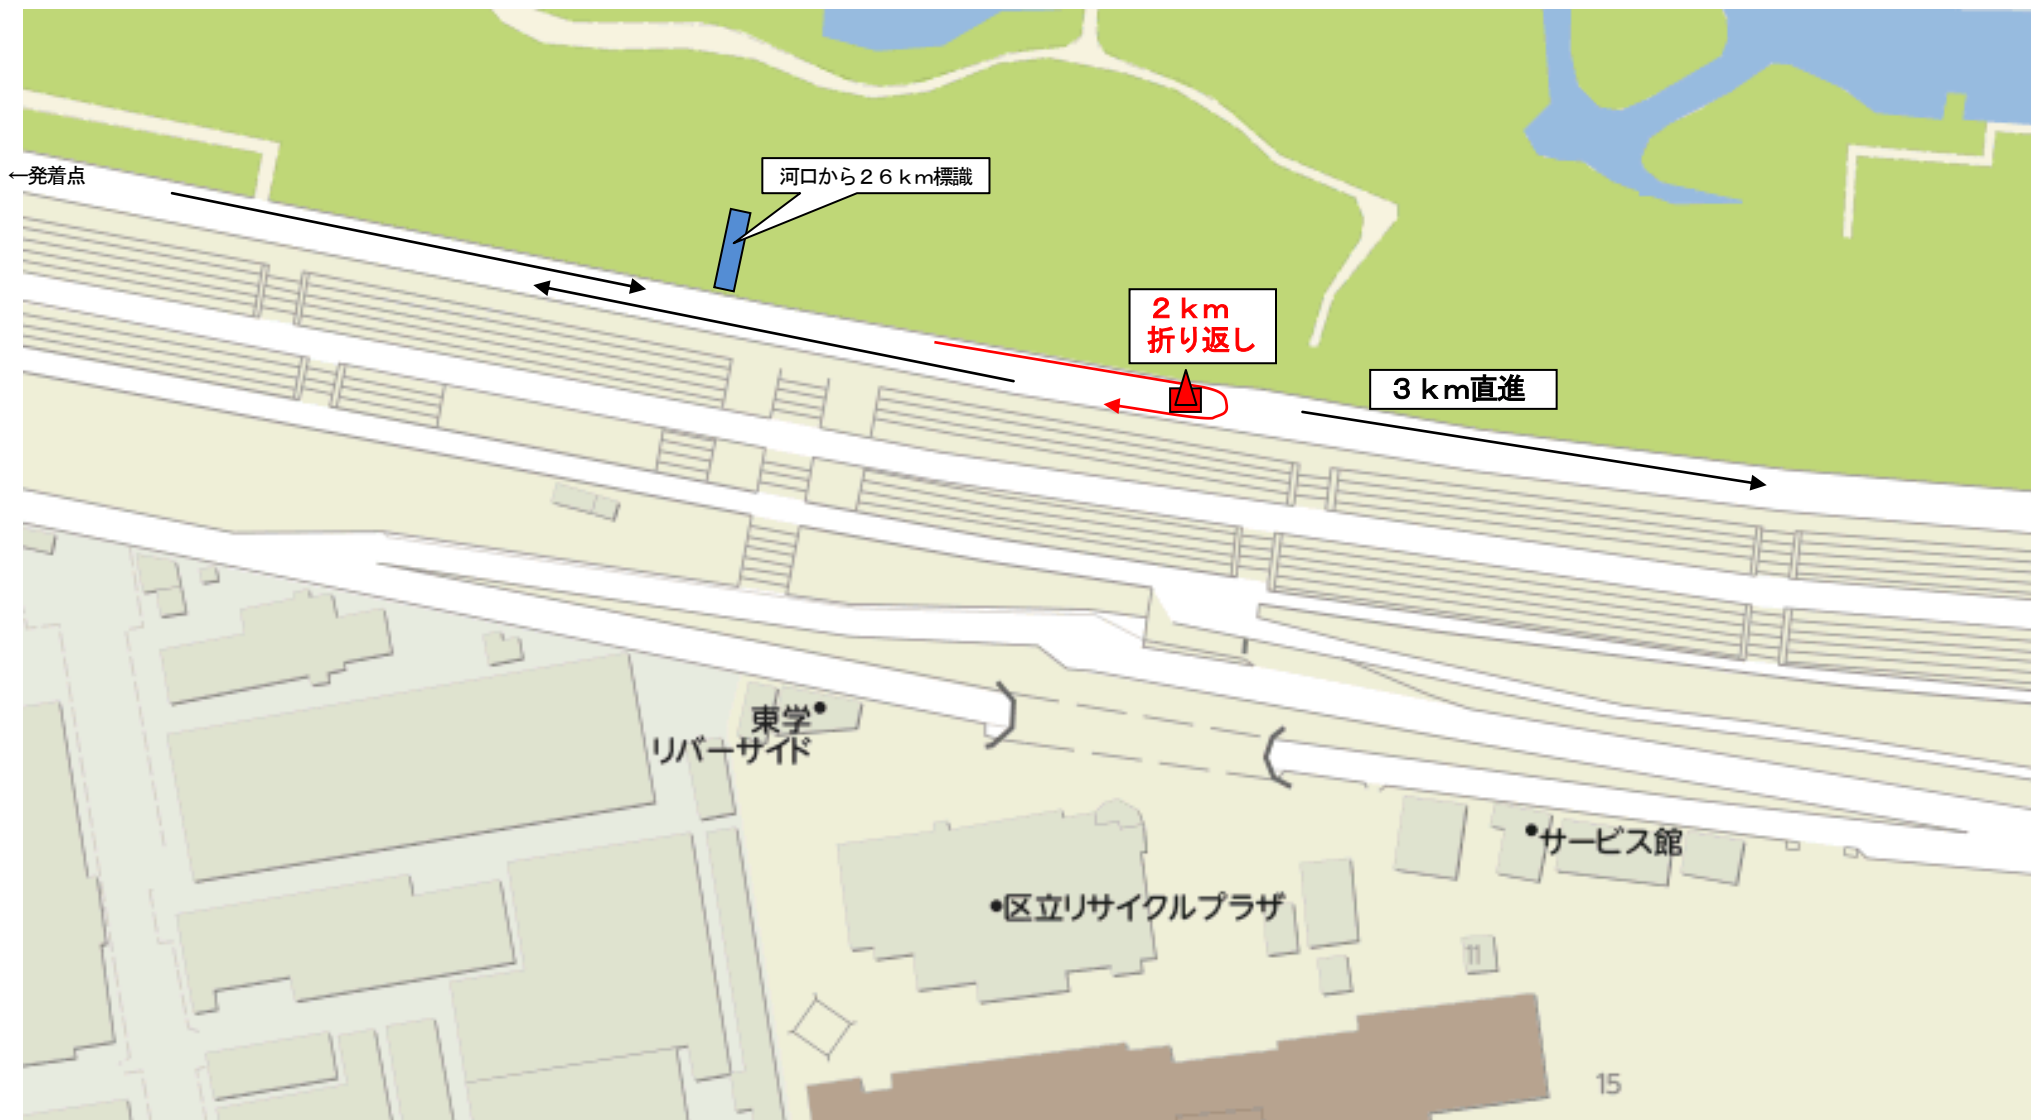 ←発着点
河口から２６ｋｍ標識
２ｋｍ
折り返し
３ｋｍ直進
東学
リバーサイド
サービス館
区立リサイクルプラザ
11
15